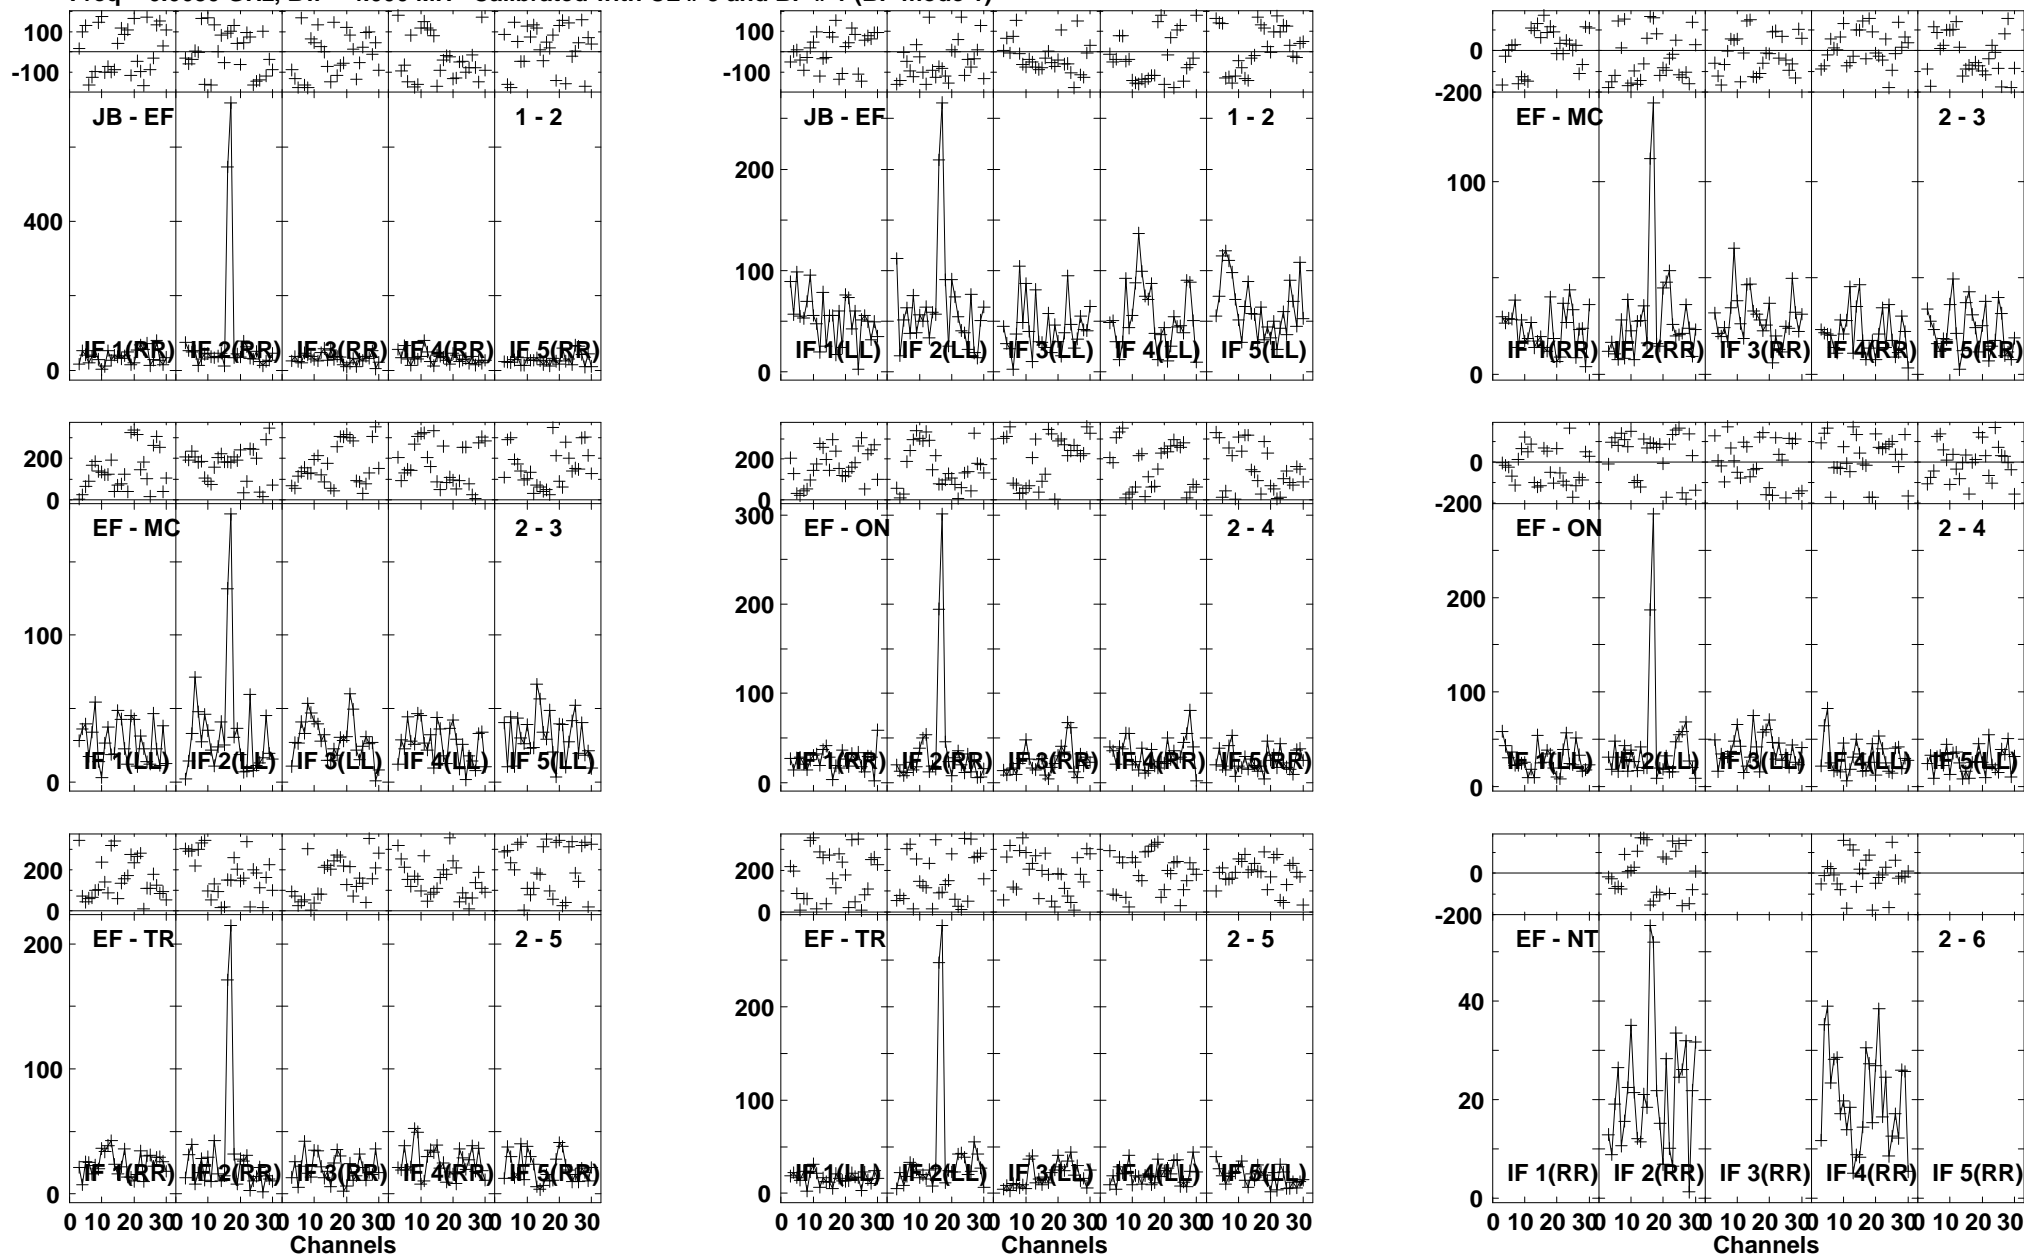 100
-100
JB - EF
1 - 2
400
0
IF 1(RR)
IF 2(RR)
IF 3(RR)
IF 4(RR)
IF 5(RR)
100
-100
JB - EF
1 - 2
200
100
0
IF 1(LL)
IF 2(LL)
IF 3(LL)
IF 4(LL)
IF 5(LL)
0
-200
EF - MC
2 - 3
100
0
IF 1(RR)
IF 2(RR)
IF 3(RR)
IF 4(RR)
IF 5(RR)
200
0
EF - MC
2 - 3
100
0
IF 1(LL)
IF 2(LL)
IF 3(LL)
IF 4(LL)
IF 5(LL)
200
0
300
EF - ON
2 - 4
200
100
0
IF 1(RR)
IF 2(RR)
IF 3(RR)
IF 4(RR)
IF 5(RR)
0
-200
EF - ON
2 - 4
200
100
0
IF 1(LL)
IF 2(LL)
IF 3(LL)
IF 4(LL)
IF 5(LL)
200
0
EF - TR
2 - 5
200
100
0
IF 1(RR)
IF 2(RR)
IF 3(RR)
IF 4(RR)
IF 5(RR)
0 10 20 30 0 10 20 30 0 10 20 30 0 10 20 30 0 10 20 30
Channels
200
0
EF - TR
2 - 5
200
100
0
IF 1(LL)
IF 2(LL)
IF 3(LL)
IF 4(LL)
IF 5(LL)
0 10 20 30 0 10 20 30 0 10 20 30 0 10 20 30 0 10 20 30
Channels
0
-200
EF - NT
2 - 6
40
20
0
IF 1(RR)
IF 2(RR)
IF 3(RR)
IF 4(RR)
IF 5(RR)
0 10 20 30 0 10 20 30 0 10 20 30 0 10 20 30 0 10 20 30
Channels